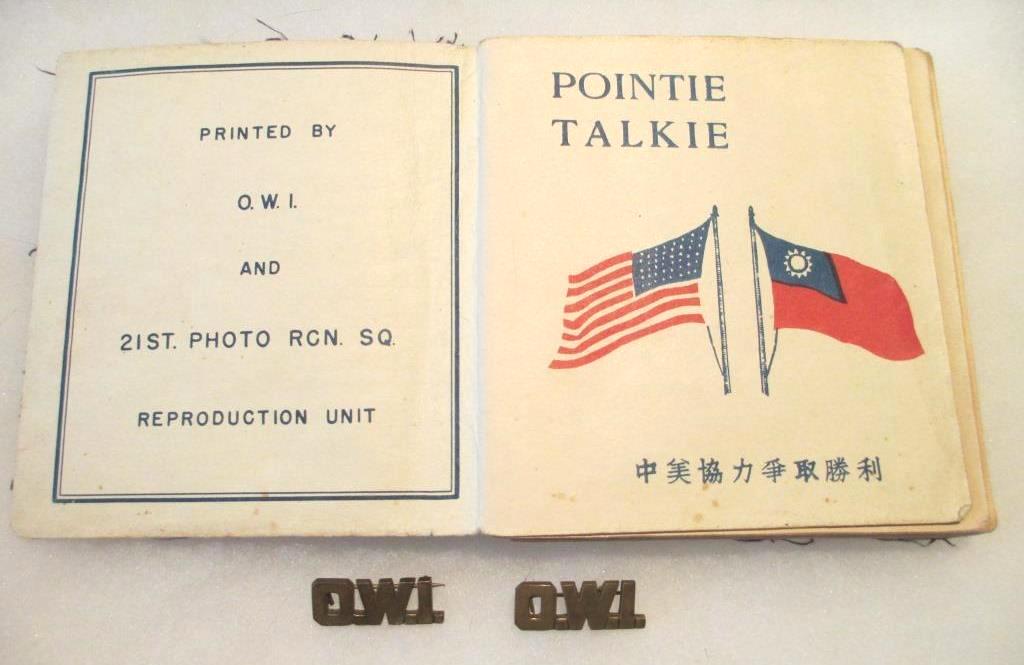 PRINTED BY
O.W.I.
AND
21ST. PHOTO RCN. SQ.
REPRODUCTION UNIT
POINTIE
TALKIE
中美協力爭取勝利
O.W.I.
O.W.I.